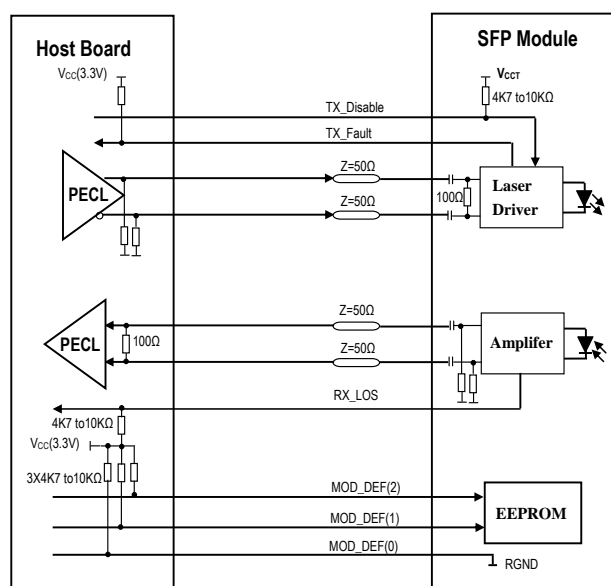 Host Board
SFP Module
VCC(3.3V)
VCCT
4K7 to10KΩ
TX_Disable
TX_Fault
Z=50Ω
PECL
100Ω
Laser
Driver
Z=50Ω
Z=50Ω
PECL
100Ω
Amplifer
Z=50Ω
RX_LOS
4K7 to10KΩ
VCC(3.3V)
3X4K7 to10KΩ
MOD_DEF(2)
EEPROM
MOD_DEF(1)
MOD_DEF(0)
RGND